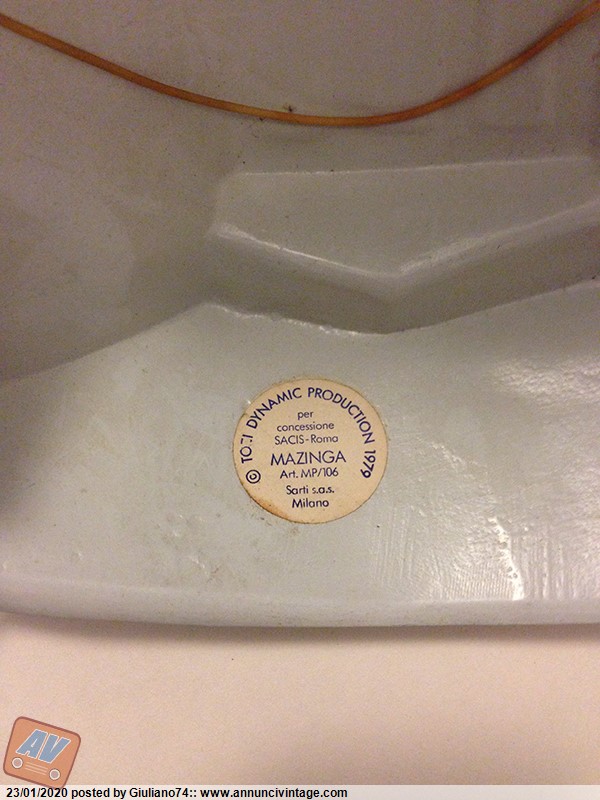 © TOEI DYNAMIC PRODUCTION 1979
per
concessione
SACIS-Roma
MAZINGA
Art. MP/106
Sarti s.a.s.
Milano
AV
23/01/2020 posted by Giuliano74:: www.annuncivintage.com